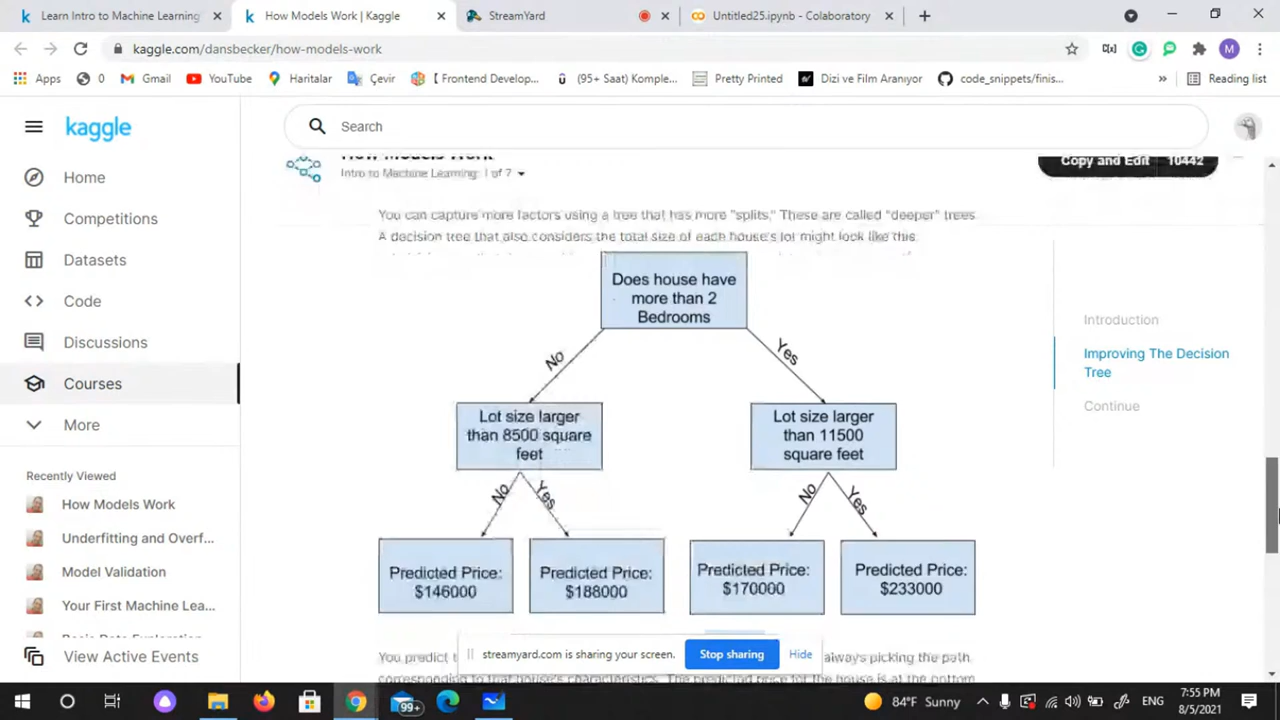 Learn Intro to Machine Learning
How Models Work | Kaggle
StreamYard
Untitled25.ipynb - Colaboratory
kaggle.com/dansbecker/how-models-work
Apps
0
Gmail
YouTube
Haritalar
Çevir
[ Frontend Develop...
(95+ Saat) Komple...
Pretty Printed
Dizi ve Film Aranıyor
code_snippets/finis...
»
Reading list
kaggle
Search
Home
Competitions
Datasets
Code
Discussions
Courses
More
Recently Viewed
How Models Work
Underfitting and Overf...
Model Validation
Your First Machine Lea...
Basic Data Exploration
View Active Events
How Models Work
Intro to Machine Learning: 1 of 7
Copy and Edit 10442
You can capture more factors using a tree that has more "splits." These are called "deeper" trees.
A decision tree that also considers the total size of each house's lot might look like this:
Does house have
more than 2
Bedrooms
No
Yes
Lot size larger
than 8500 square
feet
Lot size larger
than 11500
square feet
No
Yes
No
Yes
Predicted Price:
$146000
Predicted Price:
$188000
Predicted Price:
$170000
Predicted Price:
$233000
You predict
always picking the path
corresponding to that house's characteristics. The predicted price for the house is at the bottom
Introduction
Improving The Decision
Tree
Continue
streamyard.com is sharing your screen.
Stop sharing
Hide
99+
84°F Sunny
ENG
7:55 PM
8/5/2021
M